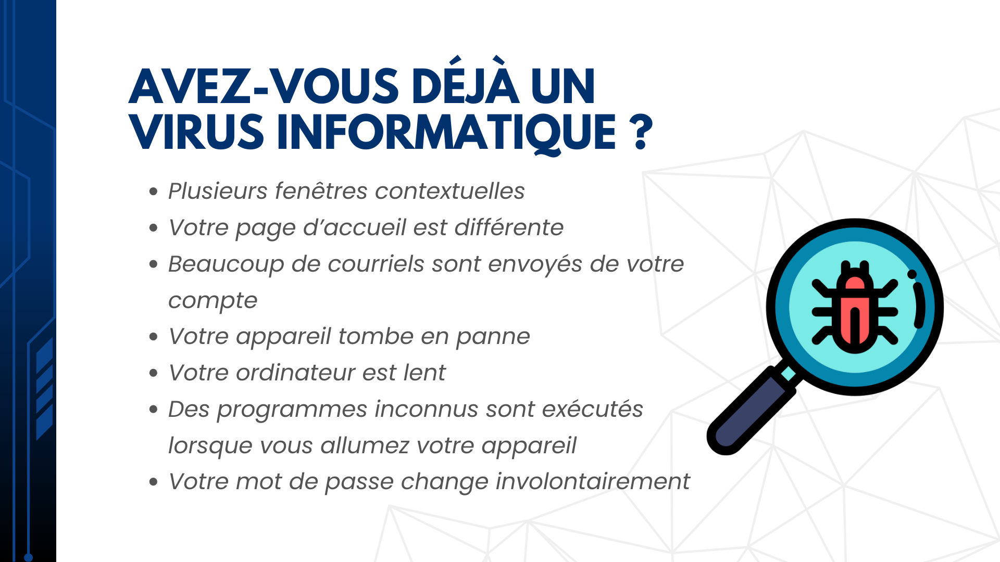 AVEZ-VOUS DÉJÀ UN
VIRUS INFORMATIQUE ?
• Plusieurs fenêtres contextuelles
• Votre page d’accueil est différente
• Beaucoup de courriels sont envoyés de votre
compte
• Votre appareil tombe en panne
• Votre ordinateur est lent
• Des programmes inconnus sont exécutés
lorsque vous allumez votre appareil
• Votre mot de passe change involontairement